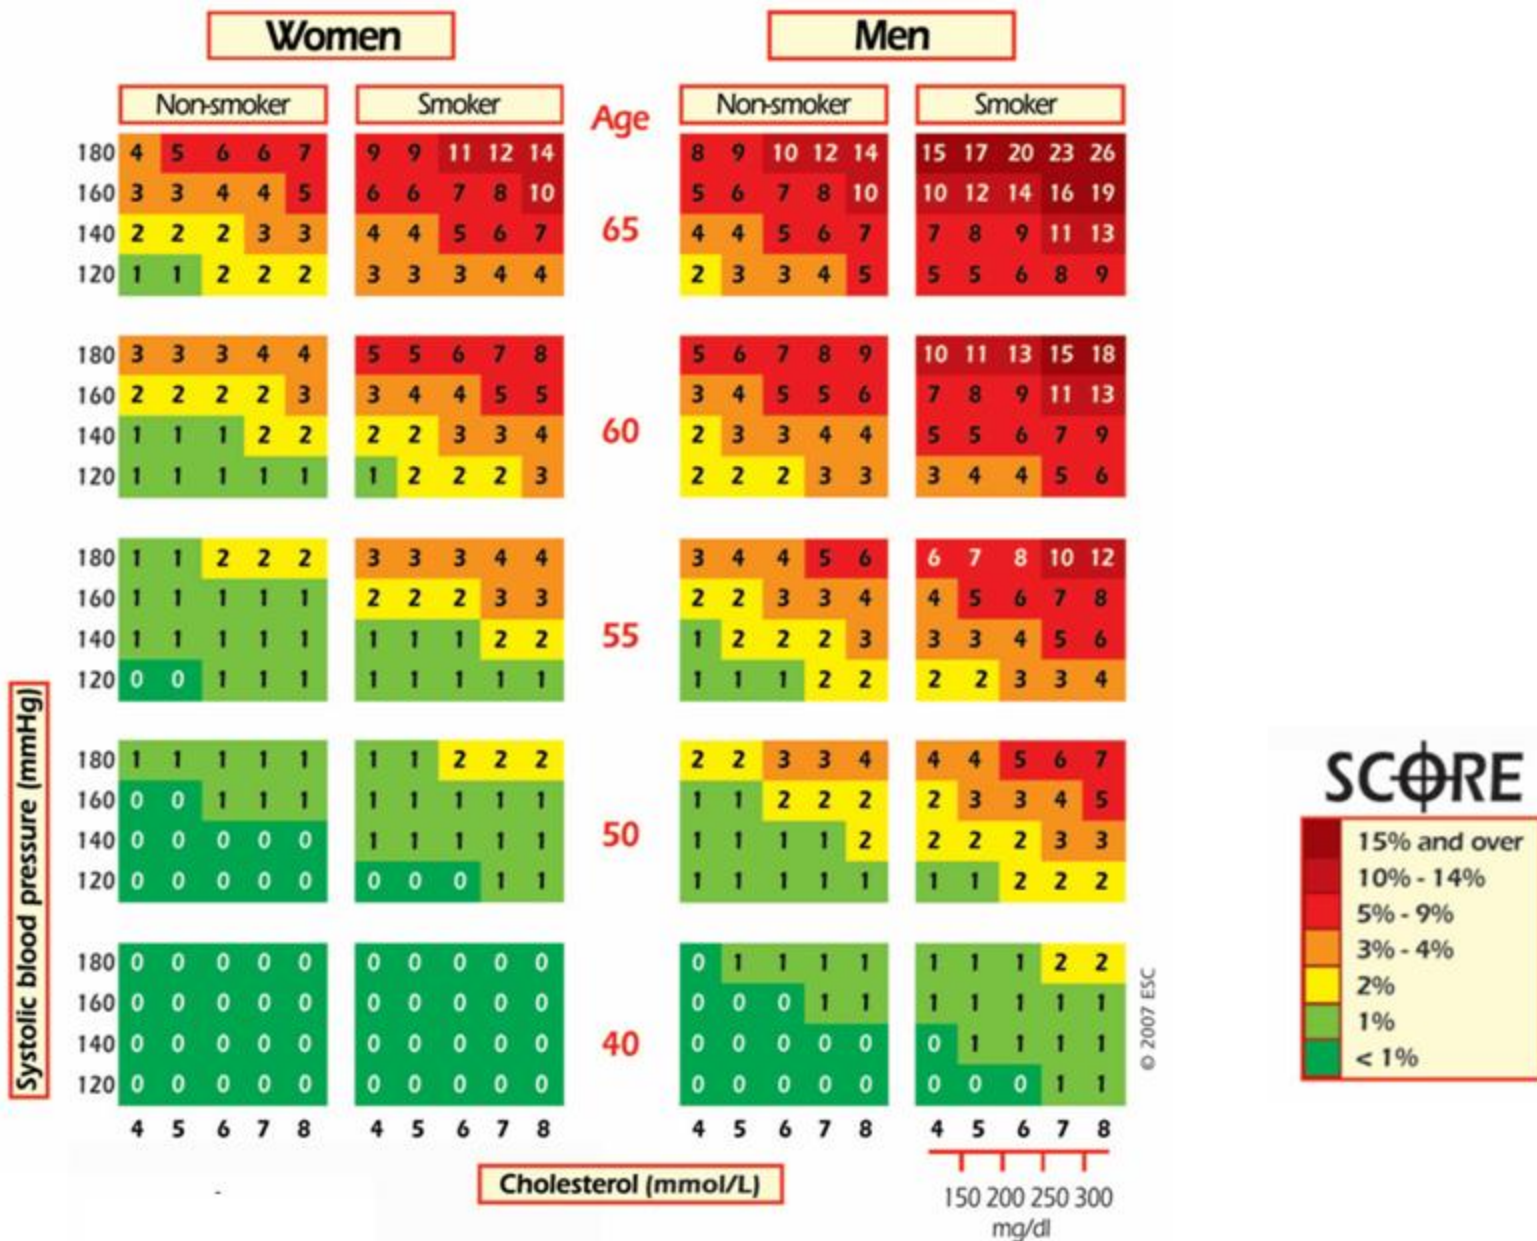 Women Men
Non-smoker Smoker Age Non-smoker Smoker
180 4 5 6 6 7 9 9 11 12 14 8 9 10 12 14 15 17 20 23 26
160 3 3 4 4 5 6 6 7 8 10 5 6 7 8 10 10 12 14 16 19
65
140 2 2 2 3 3 4 4 5 6 7 4 4 5 6 7 7 8 9 11 13
120 1 1 2 2 2 3 3 3 4 4 2 3 3 4 5 5 5 6 8 9
180 3 3 3 4 4 5 5 6 7 8 5 6 7 8 9 10 11 13 15 18
160 2 2 2 2 3 3 4 4 5 5 3 4 5 5 6 7 8 9 11 13
60
140 1 1 1 2 2 2 2 3 3 4 2 3 3 4 4 5 5 6 7 9
120 1 1 1 1 1 1 2 2 2 3 2 2 2 3 3 3 4 4 5 6
180 1 1 2 2 2 3 3 3 4 4 3 4 4 5 6 6 7 8 10 12
160 1 1 1 1 1 2 2 2 3 3 2 2 3 3 4 4 5 6 7 8
55
140 1 1 1 1 1 1 1 1 2 2 1 2 2 2 3 3 3 4 5 6
120 0 0 1 1 1 1 1 1 1 1 1 1 1 2 2 2 2 3 3 4
180 1 1 1 1 1 1 1 2 2 2 2 2 3 3 4 4 4 5 6 7
160 0 0 1 1 1 1 1 1 1 1 1 1 2 2 2 2 3 3 4 5
50
140 0 0 0 0 0 1 1 1 1 1 1 1 1 1 2 2 2 2 3 3
120 0 0 0 0 0 0 0 0 1 1 1 1 1 1 1 1 1 2 2 2
180 0 0 0 0 0 0 0 0 0 0 0 1 1 1 1 1 1 1 2 2
160 0 0 0 0 0 0 0 0 0 0 0 0 0 1 1 1 1 1 1 1
40
140 0 0 0 0 0 0 0 0 0 0 0 0 0 0 0 0 1 1 1 1
120 0 0 0 0 0 0 0 0 0 0 0 0 0 0 0 0 0 0 1 1
4 5 6 7 8 4 5 6 7 8 4 5 6 7 8 4 5 6 7 8
Systolic blood pressure (mmHg)
Cholesterol (mmol/L)
150 200 250 300
mg/dl
© 2007 ESC
SCORE
15% and over
10% - 14%
5% - 9%
3% - 4%
2%
1%
< 1%